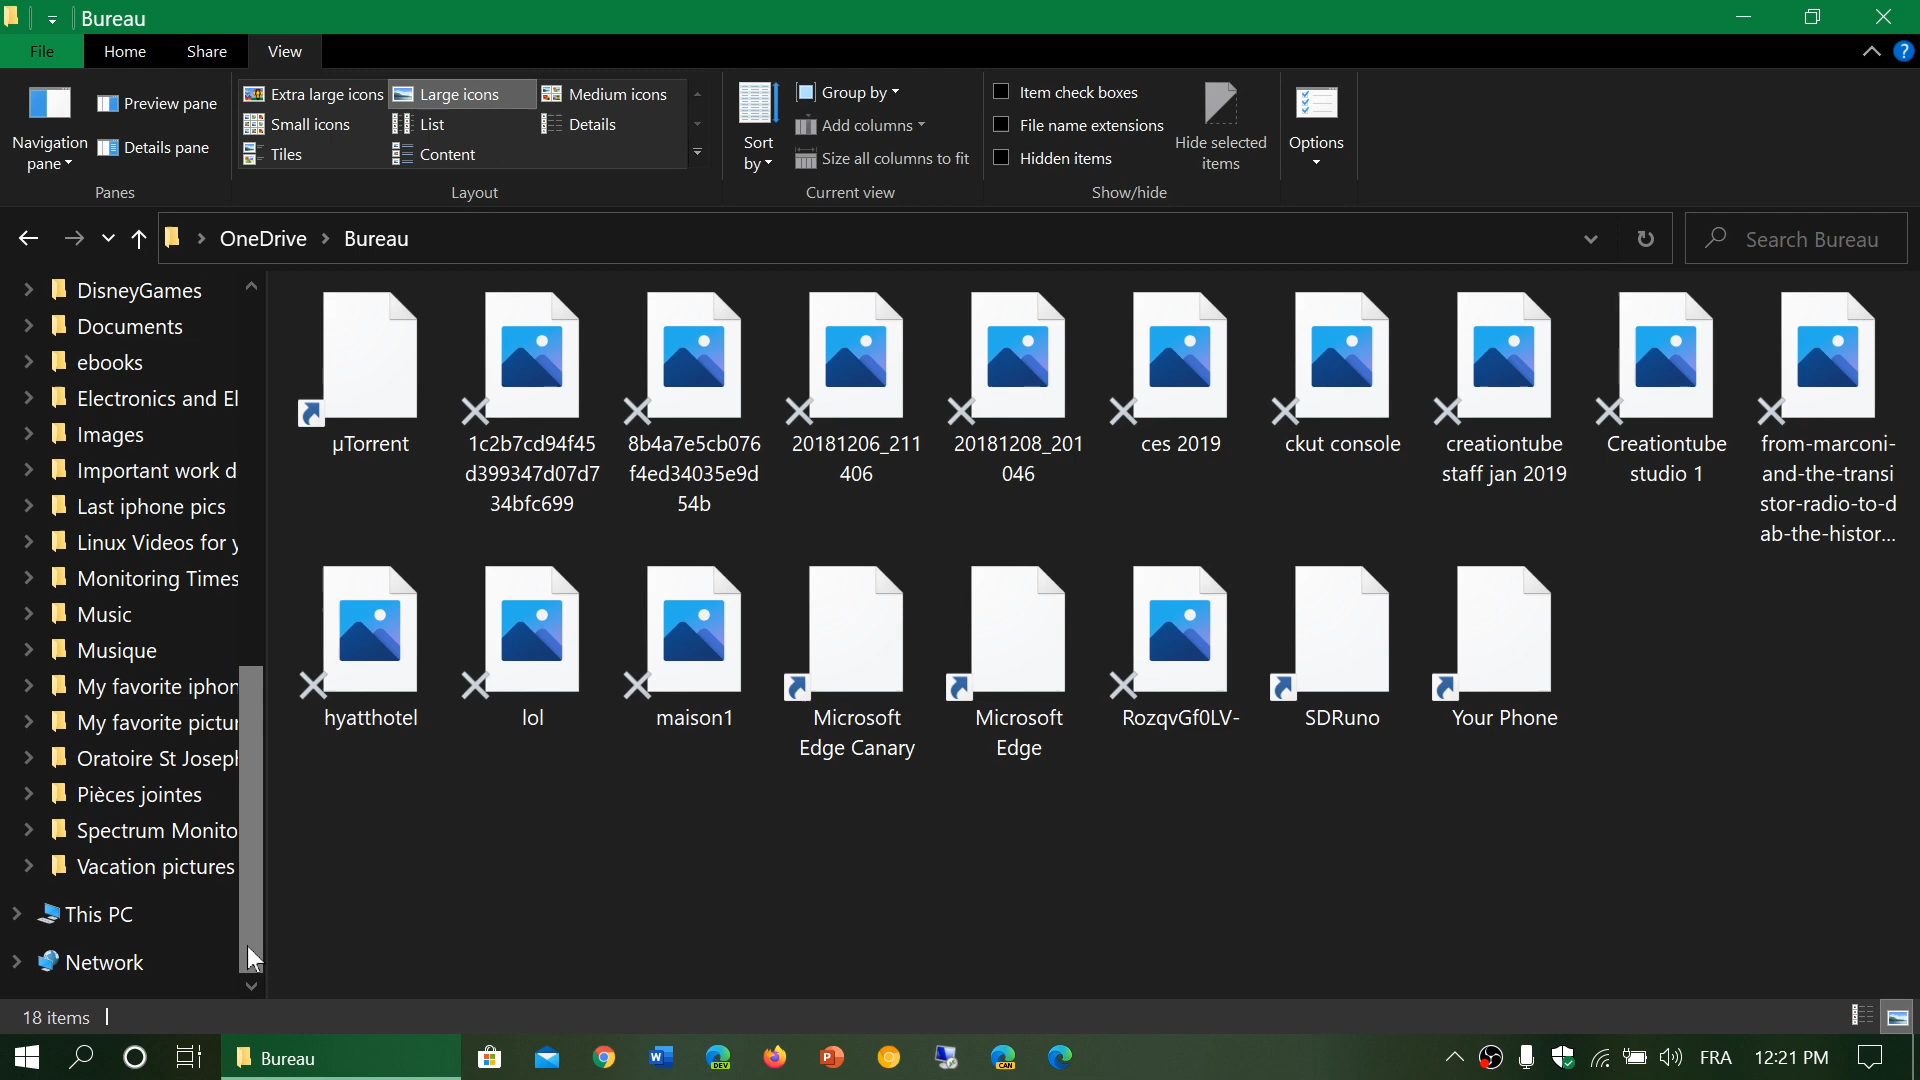 Bureau
File
Home
Share
View
Navigation
pane
Preview pane
Details pane
Panes
Extra large icons
Large icons
Medium icons
Small icons
List
Details
Tiles
Content
Layout
Sort
by
Group by
Add columns
Size all columns to fit
Current view
Item check boxes
File name extensions
Hidden items
Hide selected
items
Show/hide
Options
OneDrive
Bureau
Search Bureau
DisneyGames
Documents
ebooks
Electronics and El
Images
Important work d
Last iphone pics
Linux Videos for y
Monitoring Times
Music
Musique
My favorite iphon
My favorite pictur
Oratoire St Joseph
Pièces jointes
Spectrum Monito
Vacation pictures
This PC
Network
µTorrent
1c2b7cd94f45
d399347d07d7
34bfc699
8b4a7e5cb076
f4ed34035e9d
54b
20181206_211
406
20181208_201
046
ces 2019
ckut console
creationtube
staff jan 2019
Creationtube
studio 1
from-marconi-
and-the-transi
stor-radio-to-d
ab-the-histor...
hyatthotel
lol
maison1
Microsoft
Edge Canary
Microsoft
Edge
RozqvGf0LV-
SDRuno
Your Phone
18 items
Bureau
DEV
CAN
FRA
12:21 PM